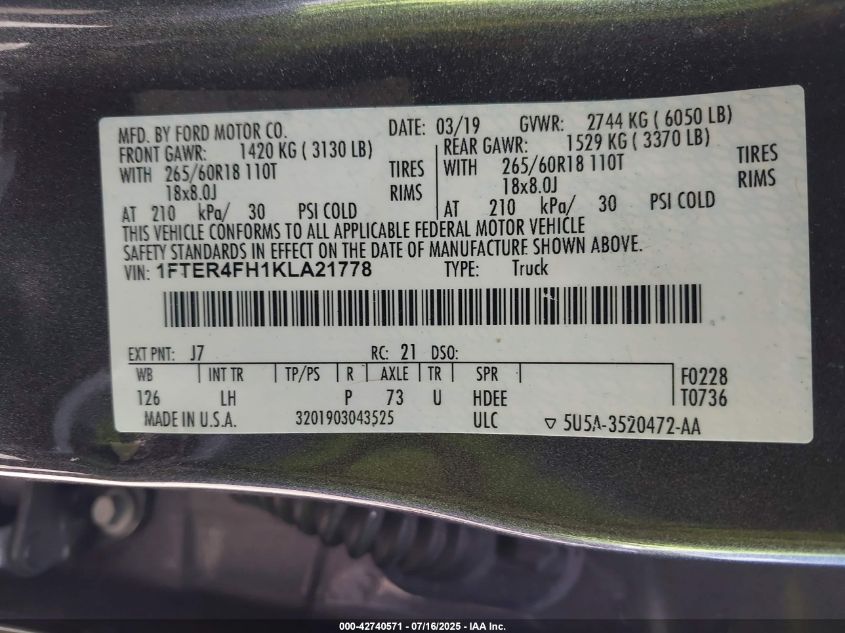 MFD. BY FORD MOTOR CO. DATE: 03/19 GVWR: 2744 KG ( 6050 LB)
FRONT GAWR: 1420 KG ( 3130 LB) REAR GAWR: 1529 KG ( 3370 LB)
WITH 265/60R18 110T TIRES WITH 265/60R18 110T TIRES
18x8.0J RIMS 18x8.0J RIMS
AT 210 kPa/ 30 PSI COLD AT 210 kPa/ 30 PSI COLD
THIS VEHICLE CONFORMS TO ALL APPLICABLE FEDERAL MOTOR VEHICLE
SAFETY STANDARDS IN EFFECT ON THE DATE OF MANUFACTURE SHOWN ABOVE.
VIN: 1FTER4FH1KLA21778 TYPE: Truck
EXT PNT: J7 RC: 21 DSO:
WB INT TR TP/PS R AXLE TR SPR F0228
126 LH P 73 U HDEE T0736
MADE IN U.S.A. 3201903043525 ULC ▽ 5U5A-3520472-AA
000-42740571 - 07/16/2025 - IAA Inc.